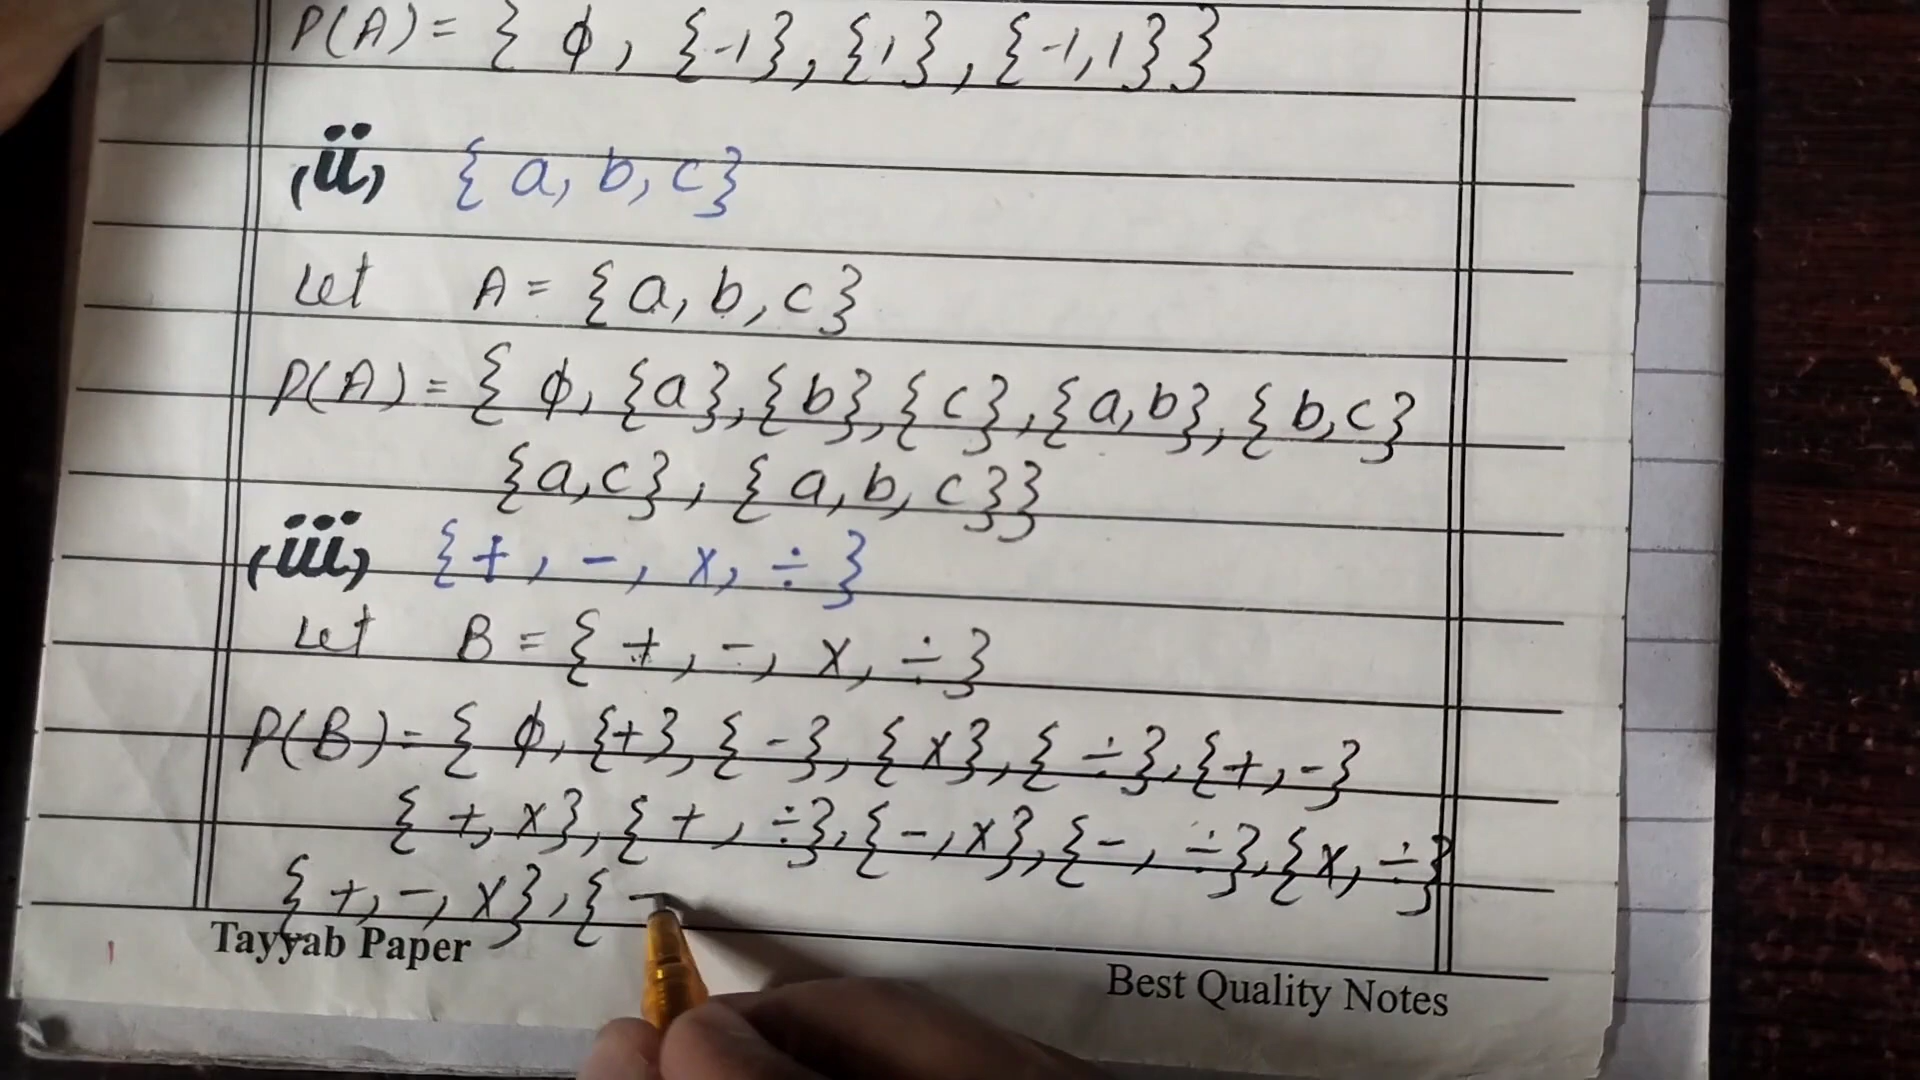 P(A) = { ϕ, {-1}, {1}, {-1,1}}
(ii) { a, b, c}
Let A = {a, b, c}
P(A) = { ϕ, {a}, {b}, {c}, {a,b}, {b,c}
{a,c}, { a, b, c}}
(iii) {+, -, x, ÷ }
Let B = { +, -, x, ÷ }
P(B) = { ϕ, {+}, { - }, { x}, { ÷ }, {+, -}
{ +, x}, { +, ÷}, { -, x}, { -, ÷}, {x, ÷}
{ +, -, x}, { -
Tayyab Paper
Best Quality Notes